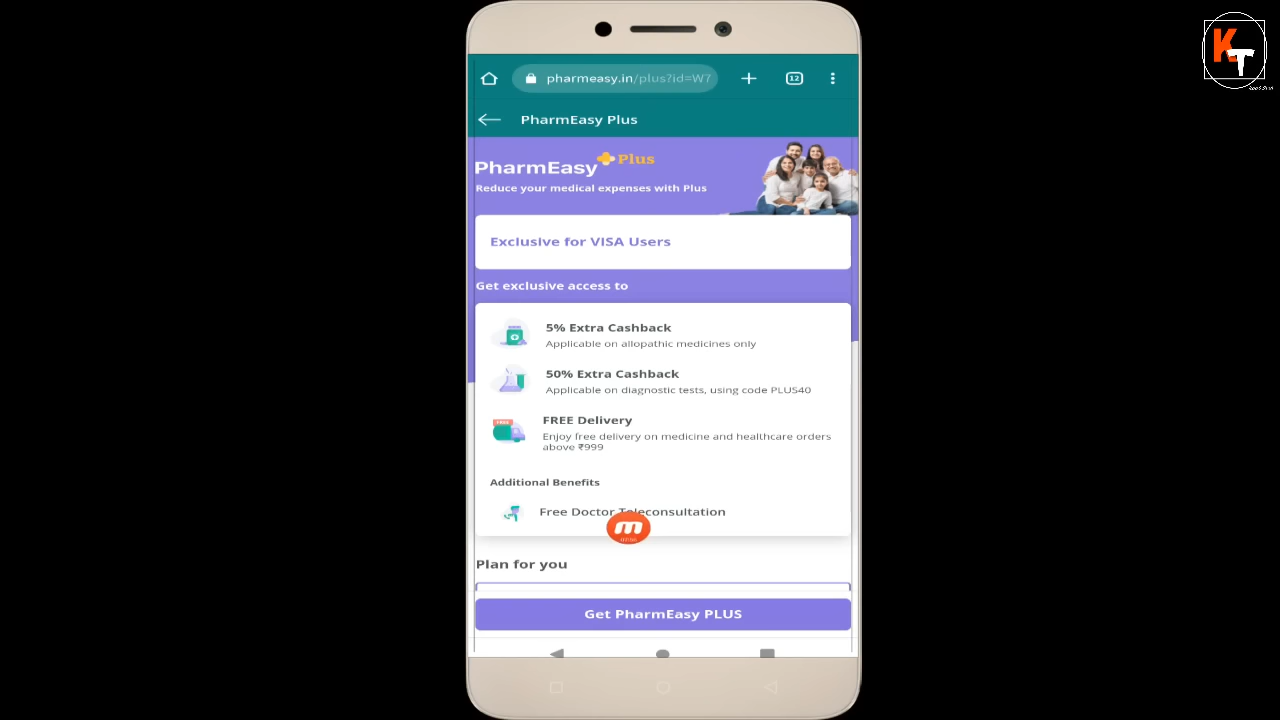 K
T
pharmeasy.in/plus?id=W7
12
PharmEasy Plus
PharmEasy Plus
Reduce your medical expenses with Plus
Exclusive for VISA Users
Get exclusive access to
5% Extra Cashback
Applicable on allopathic medicines only
50% Extra Cashback
Applicable on diagnostic tests, using code PLUS40
FREE
FREE Delivery
Enjoy free delivery on medicine and healthcare orders
above ₹999
Additional Benefits
Free Doctor Teleconsultation
m
Plan for you
Get PharmEasy PLUS